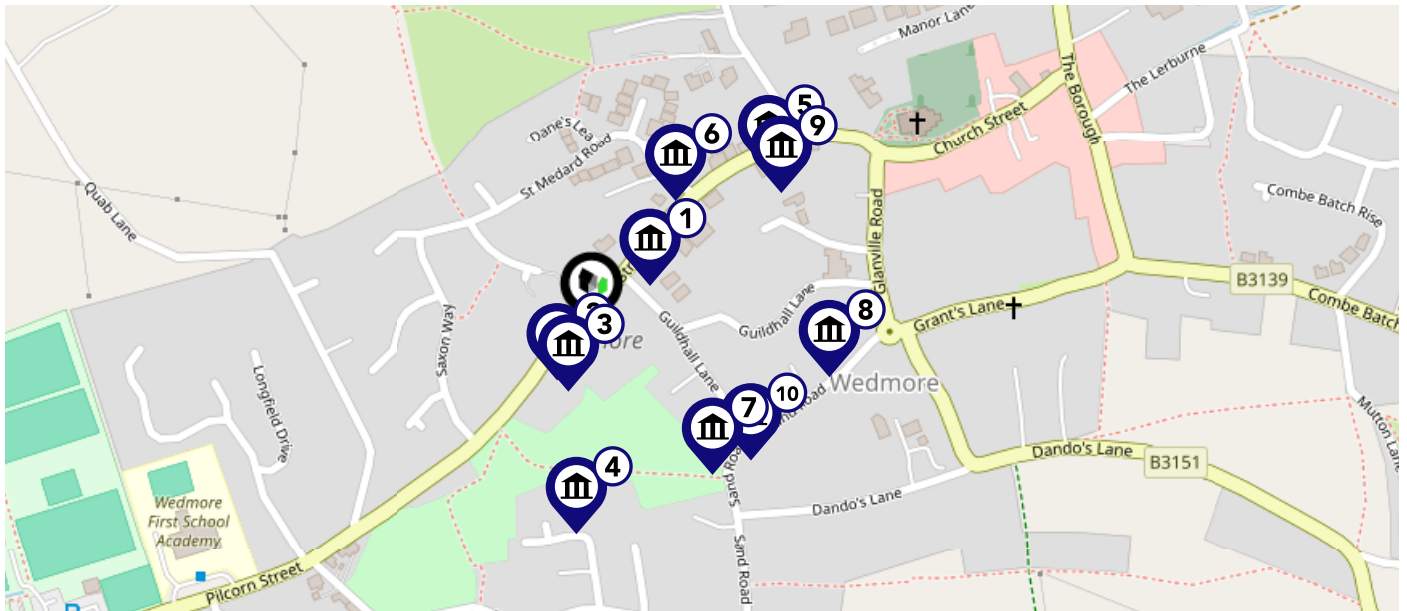 Manor Lane
The Borough
The Lerburne
Church Street
Dane's Lea
St Medard Road
5
9
6
1
Quab Lane
Glanville Road
Combe Batch Rise
B3139
Combe Batch
Grant's Lane
Guildhall Lane
Guildhall Lane
8
3
Saxon Way
Wedmore
Longfield Drive
10
7
Mutton Lane
Dando's Lane
B3151
4
Sand Road
Dando's Lane
Wedmore
First School
Academy
Sand Road
Pilcorn Street